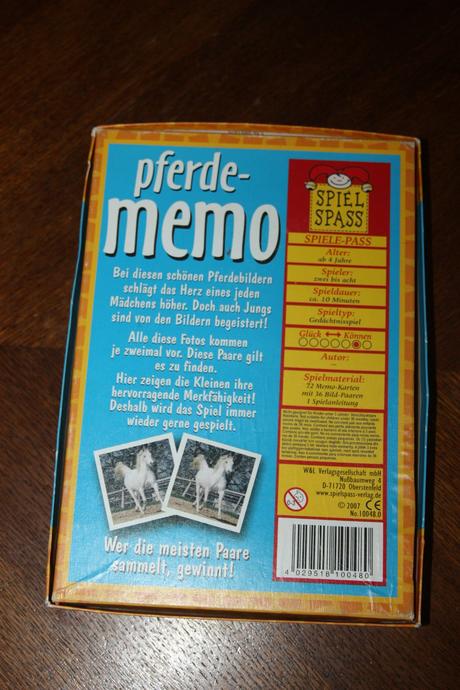 pferde-
memo
Bei diesen schönen Pferdebildern
schlägt das Herz eines jeden
Mädchens höher. Doch auch Jungs
sind von den Bildern begeistert!
Alle diese Fotos kommen
je zweimal vor. Diese Paare gilt
es zu finden.
Hier zeigen die Kleinen ihre
hervorragende Merkfähigkeit!
Deshalb wird das Spiel immer
wieder gerne gespielt.
Wer die meisten Paare
sammelt, gewinnt!
SPIEL
SPASS
SPIELE-PASS
Alter:
ab 4 Jahre
Spieler:
zwei bis acht
Spieldauer:
ca. 10 Minuten
Spieltyp:
Gedächtnisspiel
Glück ↔ Können
Autor:
...
Spielmaterial:
72 Memo-Karten
mit 36 Bild-Paaren
1 Spielanleitung
W&L Verlagsgesellschaft mbH
Nußbaumweg 4
D-71720 Oberstenfeld
www.spielspass-verlag.de
0-3
© 2007 CE
No.10048.0
4 029518 100480